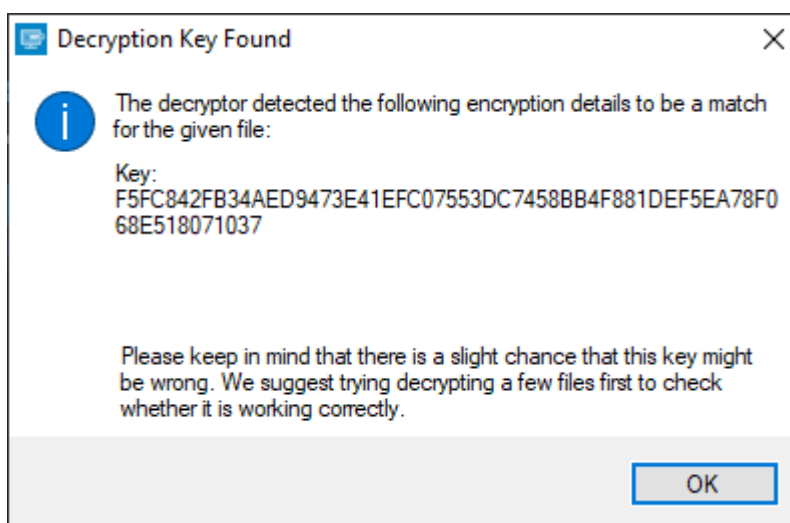 Decryption Key Found
The decryptor detected the following encryption details to be a match
for the given file:
Key:
F5FC842FB34AED9473E41EFC07553DC7458BB4F881DEF5EA78F0
68E518071037
Please keep in mind that there is a slight chance that this key might
be wrong. We suggest trying decrypting a few files first to check
whether it is working correctly.
OK